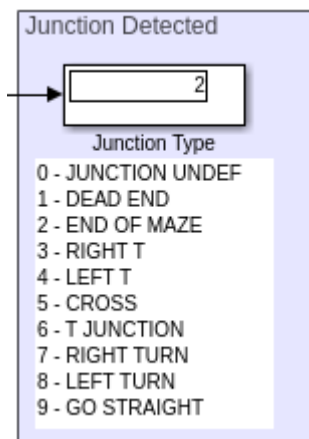 Junction Detected
2
Junction Type
0 - JUNCTION UNDEF
1 - DEAD END
2 - END OF MAZE
3 - RIGHT T
4 - LEFT T
5 - CROSS
6 - T JUNCTION
7 - RIGHT TURN
8 - LEFT TURN
9 - GO STRAIGHT